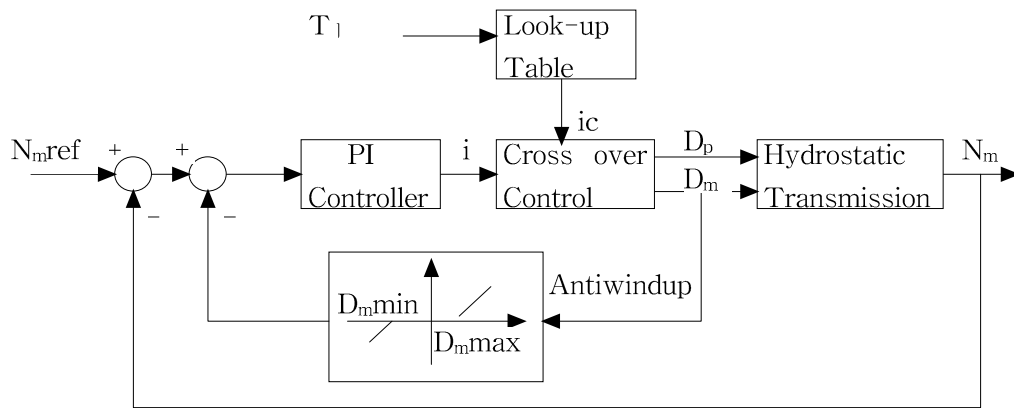 T l
Look-up
Table
ic
Nmref
+
+
PI
Controller
i
Cross over
Control
Dp
Dm
Hydrostatic
Transmission
Nm
−
−
Antiwindup
Dmmin
Dmmax